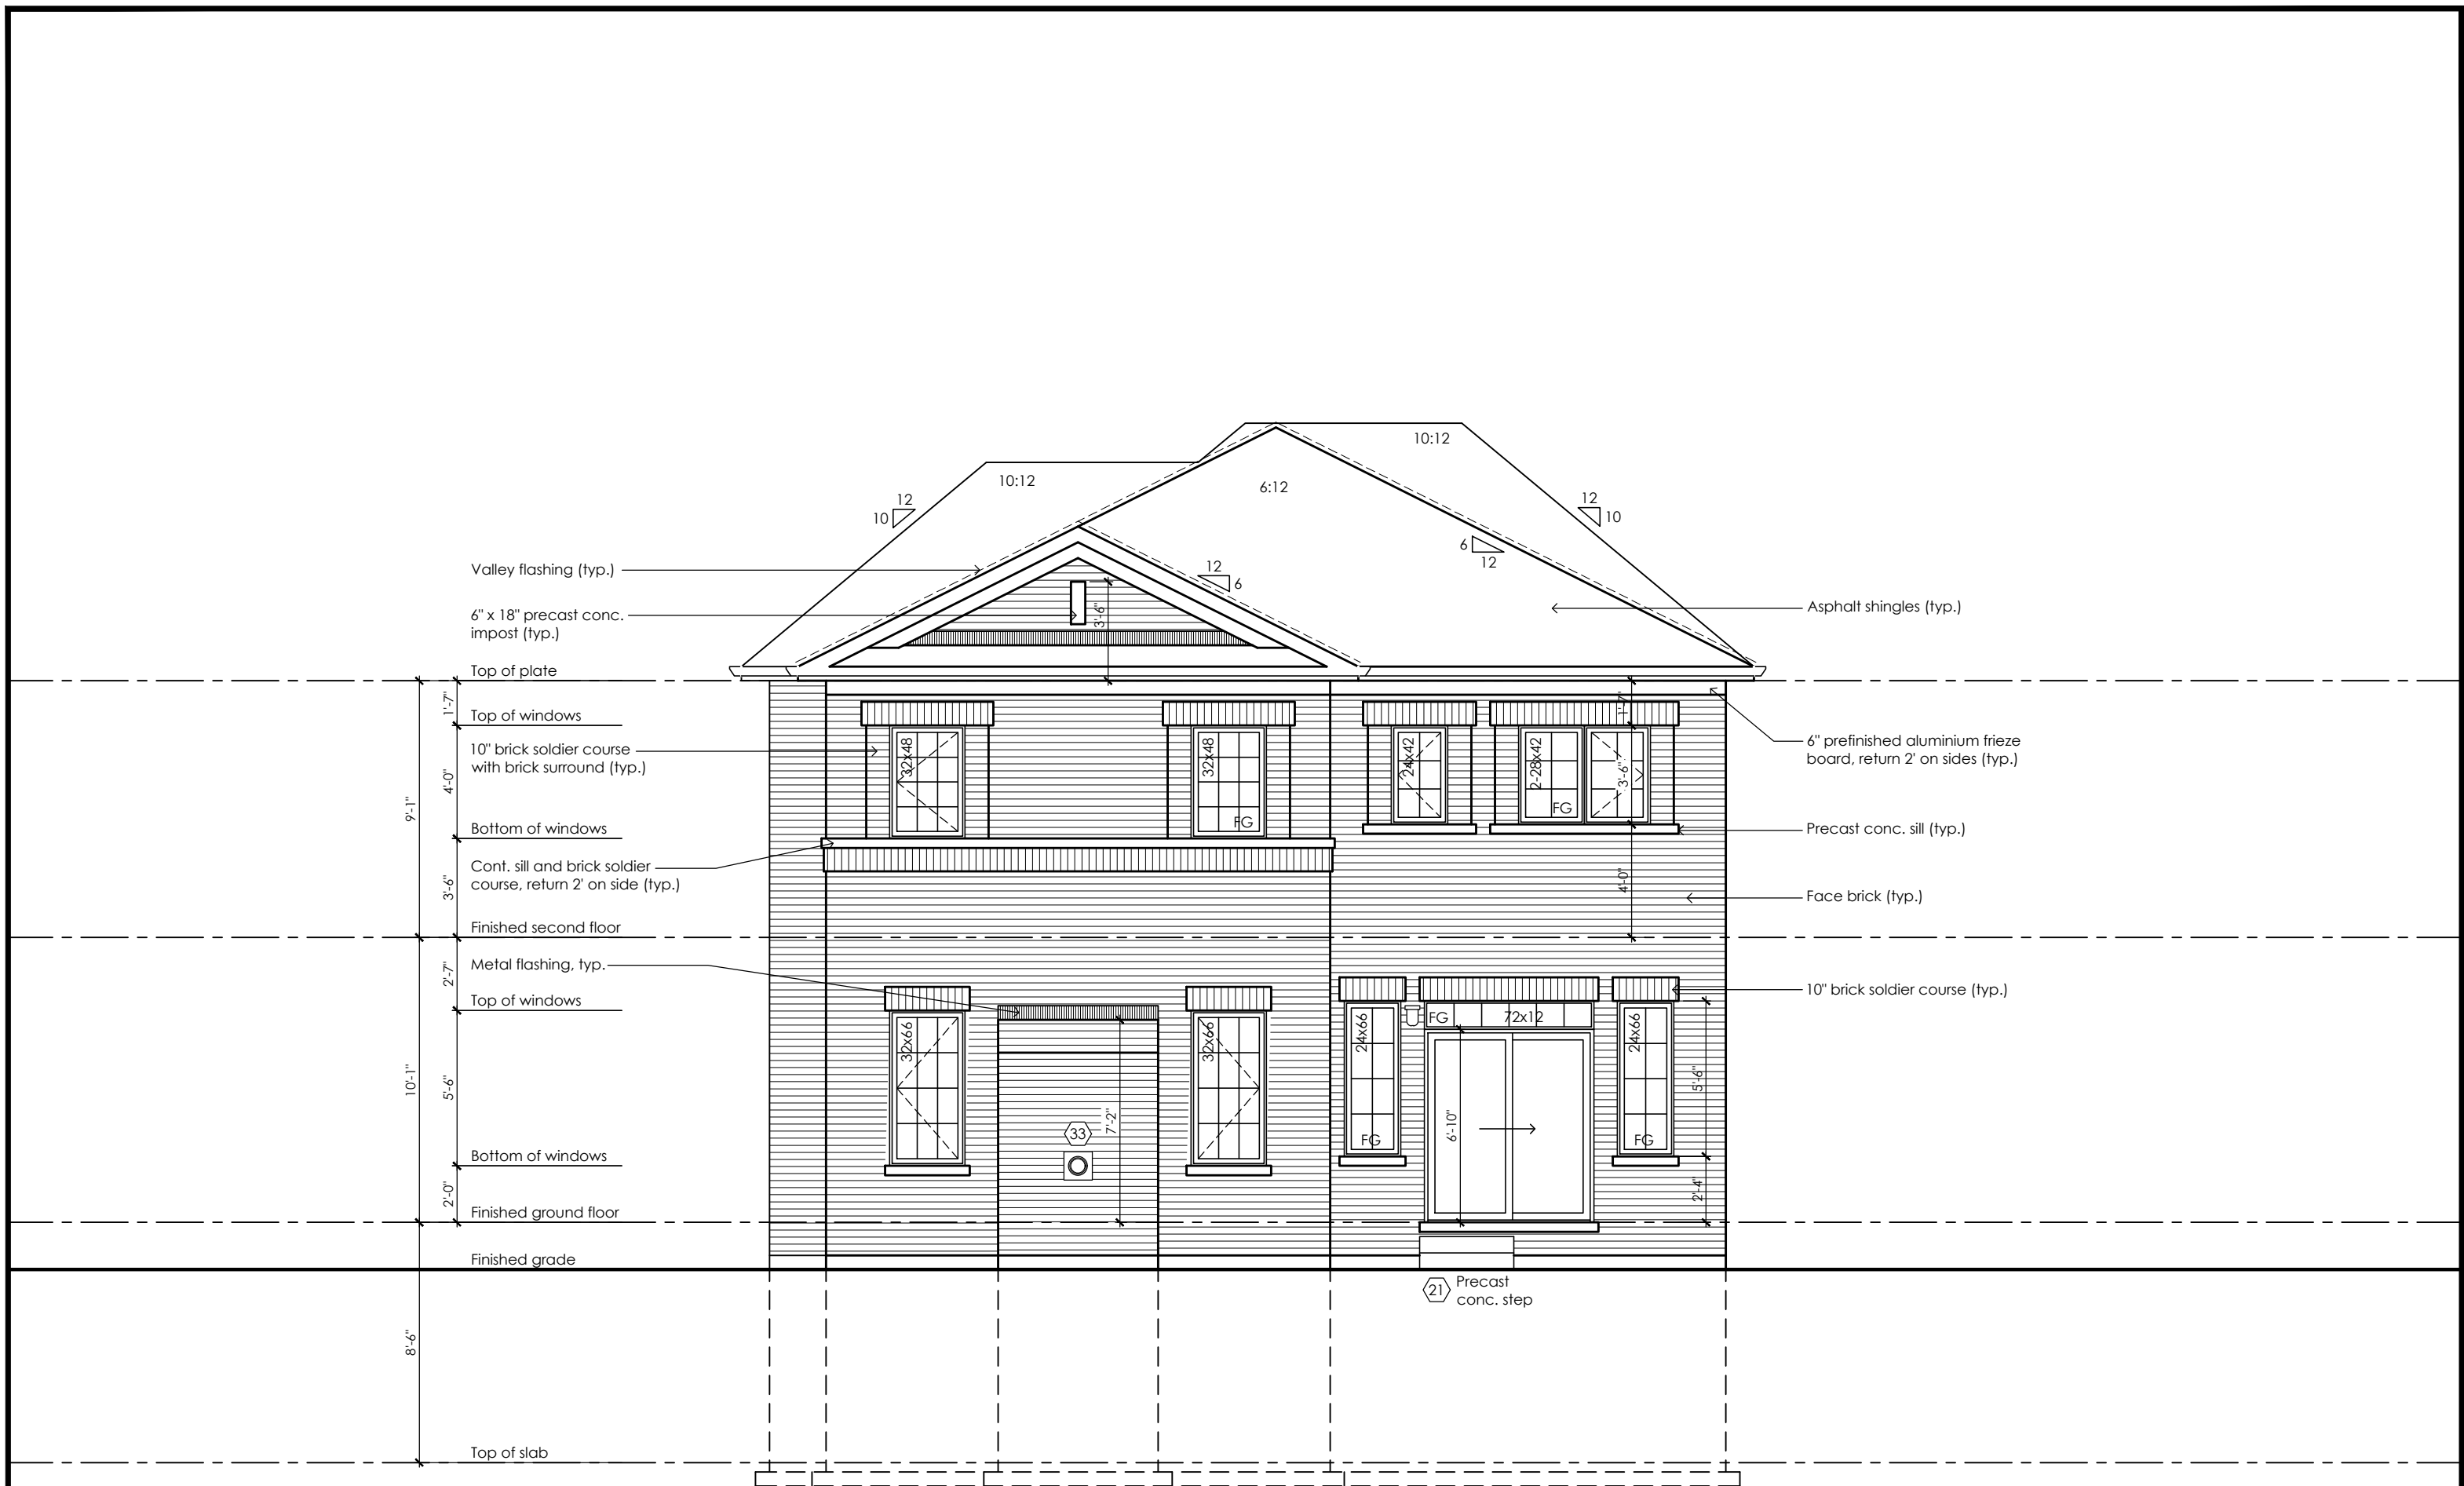 10:12
10:12
6:12
12
10
12
10
6
12
12
6
Valley flashing (typ.)
6" x 18" precast conc.
impost (typ.)
3'-6"
Asphalt shingles (typ.)
Top of plate
1'-7"
1'-7"
Top of windows
10" brick soldier course
with brick surround (typ.)
32x48
32x48
FG
24x42
2-28x42
FG
3'-6"
6" prefinished aluminium frieze
board, return 2' on sides (typ.)
4'-0"
9'-1"
Bottom of windows
Precast conc. sill (typ.)
Cont. sill and brick soldier
course, return 2' on side (typ.)
3'-6"
4'-0"
Face brick (typ.)
Finished second floor
2'-7"
Metal flashing, typ.
10" brick soldier course (typ.)
Top of windows
32x66
32x66
24x66
FG
72x12
24x66
10'-1"
5'-6"
7'-2"
6'-10"
5'-6"
33
FG
FG
Bottom of windows
2'-0"
2'-4"
Finished ground floor
Finished grade
21
Precast
conc. step
8'-6"
Top of slab